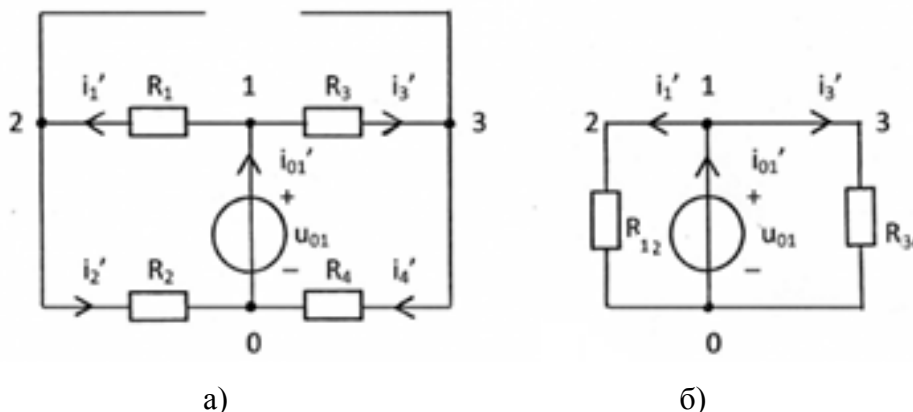 i₁′ R₁ 1 R₃ i₃′
2 3
i₀₁′
+
u₀₁
−
i₂′ R₂ R₄ i₄′
0
а)
i₁′ 1 i₃′
2 3
i₀₁′
+
R₁₂ u₀₁ R₃₄
−
0
б)